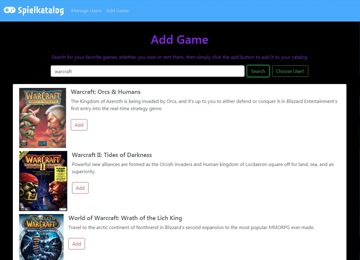 Spielkatalog Manage Users Add Game
Add Game
Search for your favorite games, whether you own or rent them, then simply click the add button to add it to your catalog.
warcraft Search Choose User!
WARCRAFT
Warcraft: Orcs & Humans
The Kingdom of Azeroth is being invaded by Orcs, and it's up to you to either defend or conquer it in Blizzard Entertainment's
first entry into the real-time strategy genre.
Add
WARCRAFT II
Warcraft II: Tides of Darkness
Powerful new alliances are formed as the Orcish invaders and Human kingdom of Lordaeron square off for land, sea, and air
superiority.
Add
WARCRAFT
World of Warcraft: Wrath of the Lich King
Travel to the arctic continent of Northrend in Blizzard's second expansion to the most popular MMORPG ever made.
Add